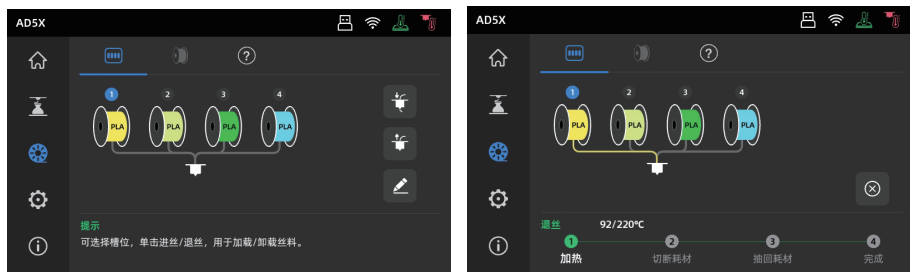 AD5X
?
1 2 3 4
PLA PLA PLA PLA
提示
可选择槽位，单击进丝/退丝，用于加载/卸载丝料。
AD5X
?
1 2 3 4
PLA PLA PLA PLA
退丝 92/220℃
1 2 3 4
加热 切断耗材 抽回耗材 完成